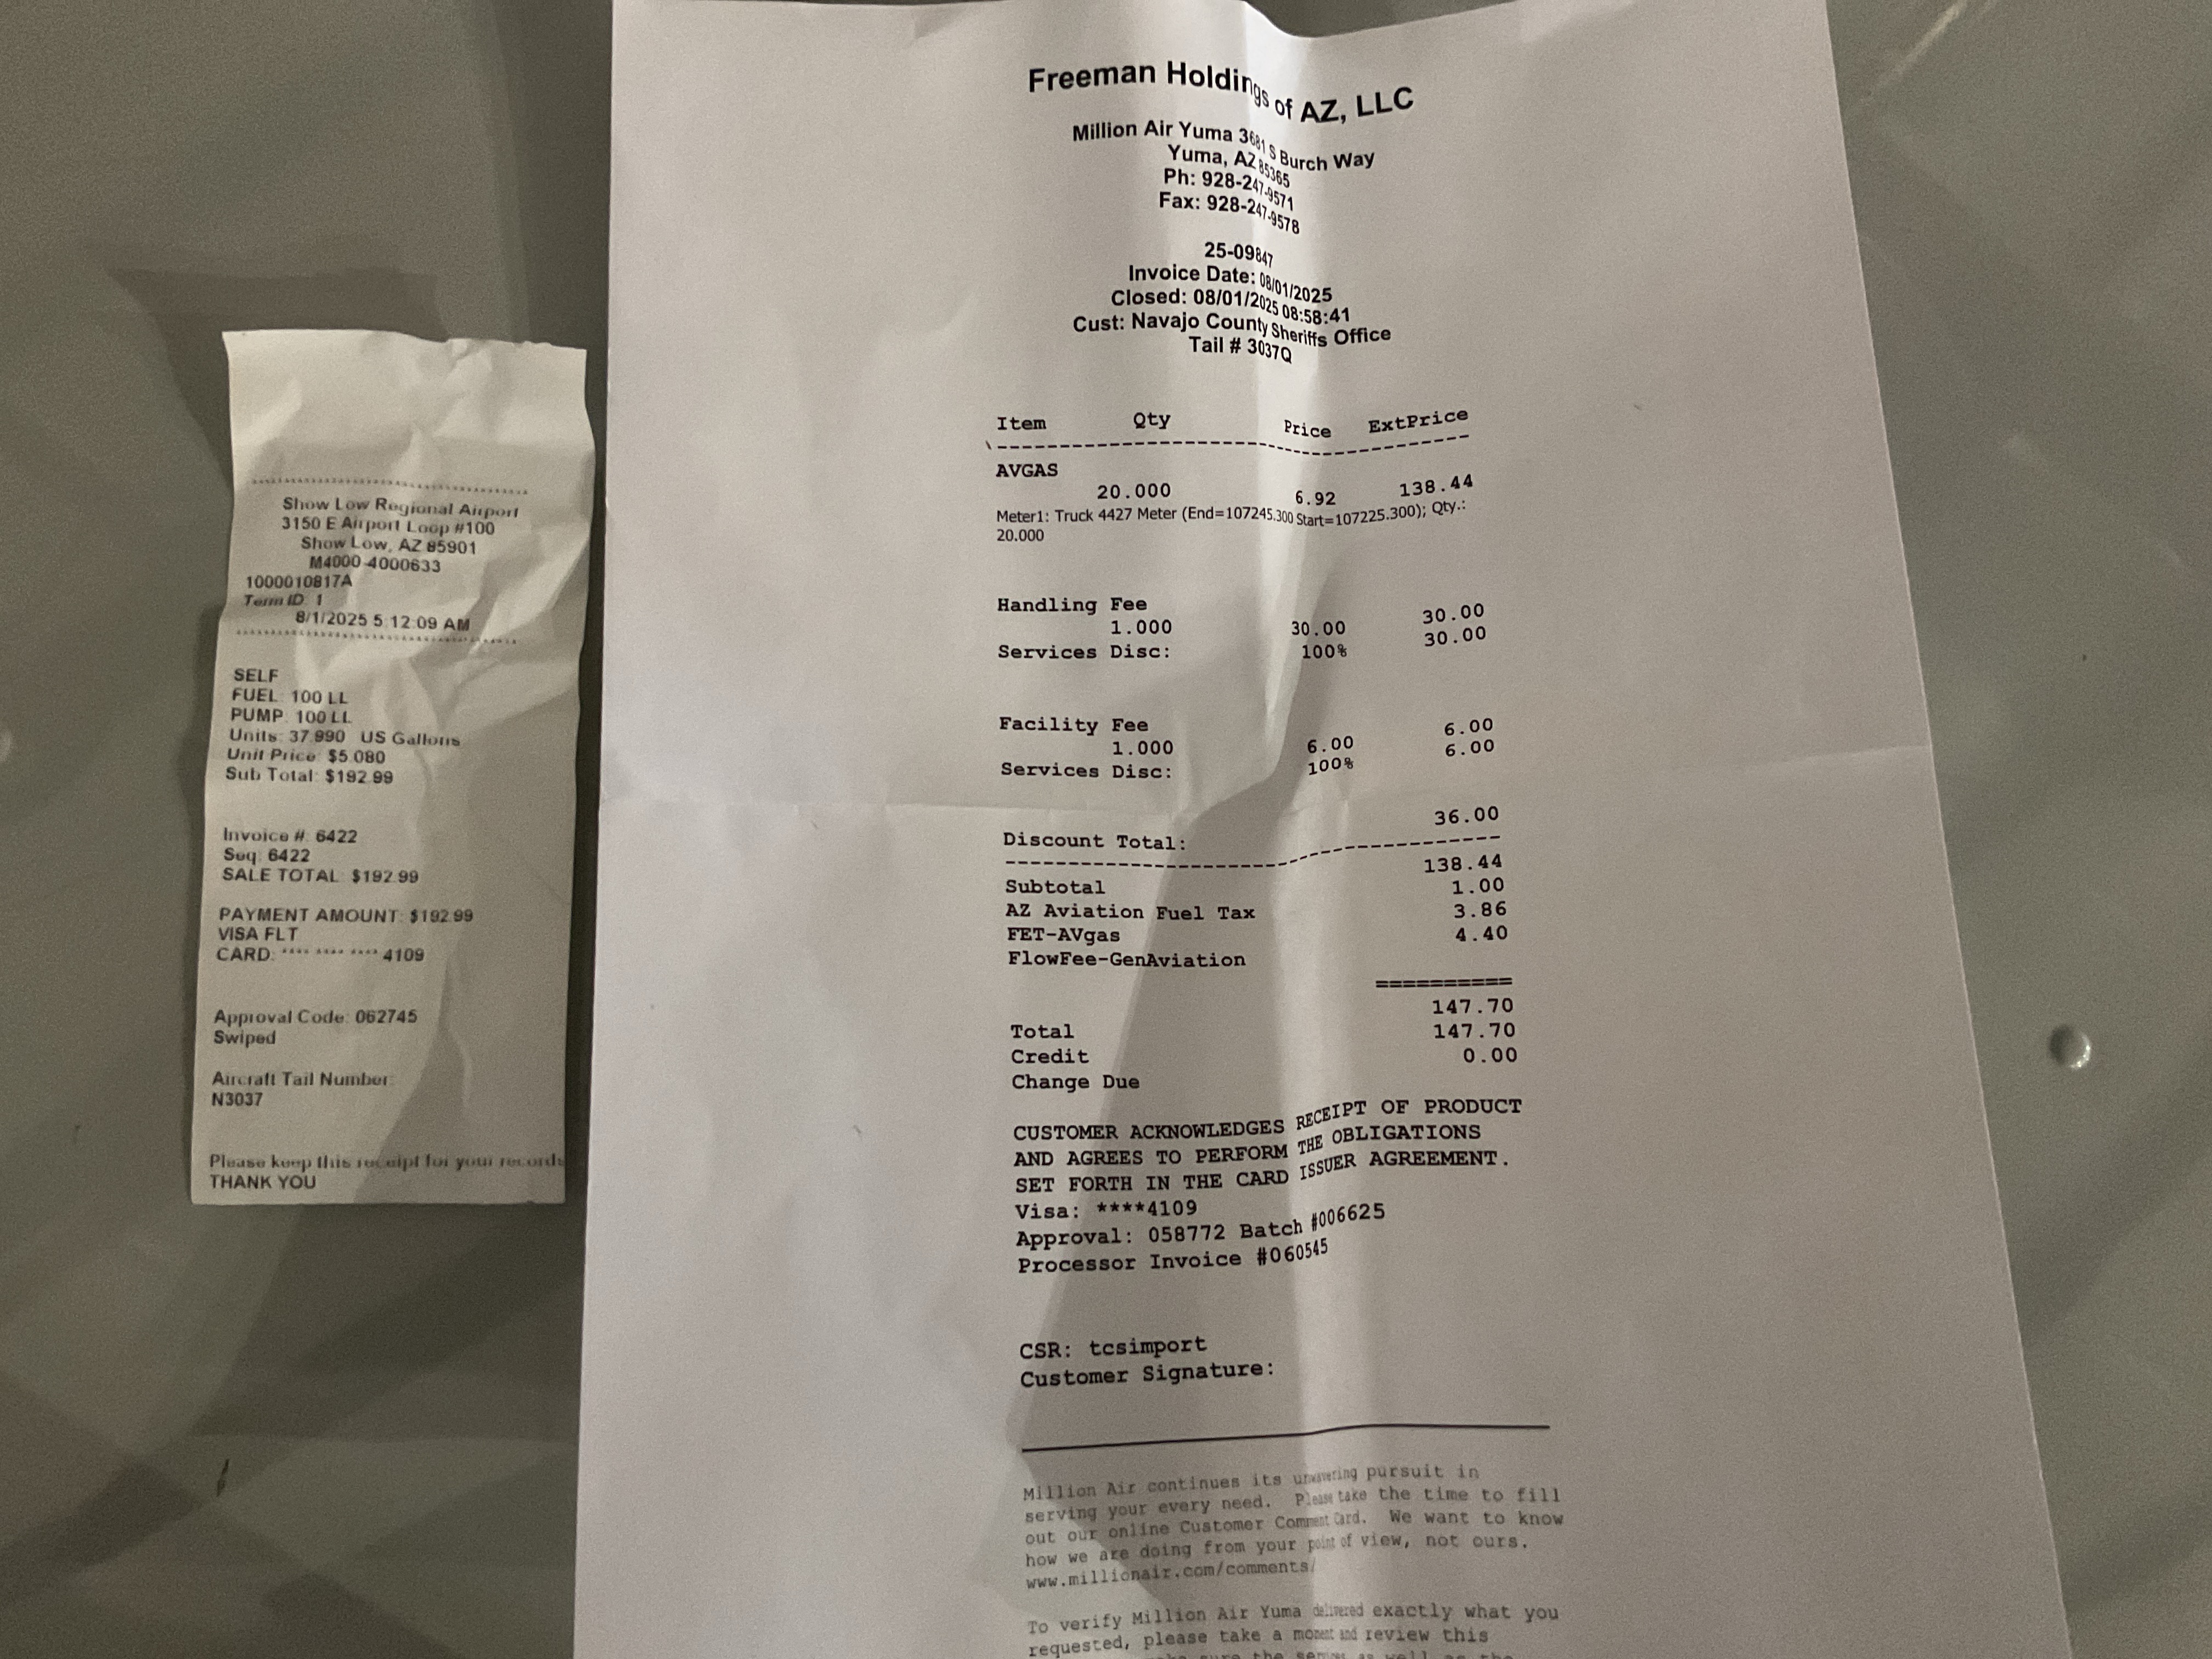 Show Low Regional Airport
3150 E Airport Loop #100
Show Low, AZ 85901
M4000-4000633
1000010817A
Term ID: 1
8/1/2025 5:12:09 AM
SELF
FUEL: 100 LL
PUMP: 100 LL
Units: 37.990 US Gallons
Unit Price: $5.080
Sub Total: $192.99
Invoice #: 6422
Seq: 6422
SALE TOTAL: $192.99
PAYMENT AMOUNT: $192.99
VISA FLT
CARD: **** **** **** 4109
Approval Code: 062745
Swiped
Aircraft Tail Number:
N3037
Please keep this receipt for your records
THANK YOU
Freeman Holdings of AZ, LLC
Million Air Yuma 3681 S Burch Way
Yuma, AZ 85365
Ph: 928-247-9571
Fax: 928-247-9578
25-09847
Invoice Date: 08/01/2025
Closed: 08/01/2025 08:58:41
Cust: Navajo County Sheriffs Office
Tail # 3037Q
Item Qty Price ExtPrice
AVGAS
20.000 6.92 138.44
Meter1: Truck 4427 Meter (End=107245.300 Start=107225.300); Qty.:
20.000
Handling Fee
1.000 30.00 30.00
Services Disc: 100% 30.00
Facility Fee
1.000 6.00 6.00
Services Disc: 100% 6.00
Discount Total: 36.00
Subtotal 138.44
AZ Aviation Fuel Tax 1.00
FET-AVgas 3.86
FlowFee-GenAviation 4.40
==========
Total 147.70
Credit 147.70
Change Due 0.00
CUSTOMER ACKNOWLEDGES RECEIPT OF PRODUCT
AND AGREES TO PERFORM THE OBLIGATIONS
SET FORTH IN THE CARD ISSUER AGREEMENT.
Visa: ****4109
Approval: 058772 Batch #006625
Processor Invoice #060545
CSR: tcsimport
Customer Signature:
Million Air continues its unwavering pursuit in
serving your every need. Please take the time to fill
out our online Customer Comment Card. We want to know
how we are doing from your point of view, not ours.
www.millionair.com/comments/
To verify Million Air Yuma delivered exactly what you
requested, please take a moment and review this